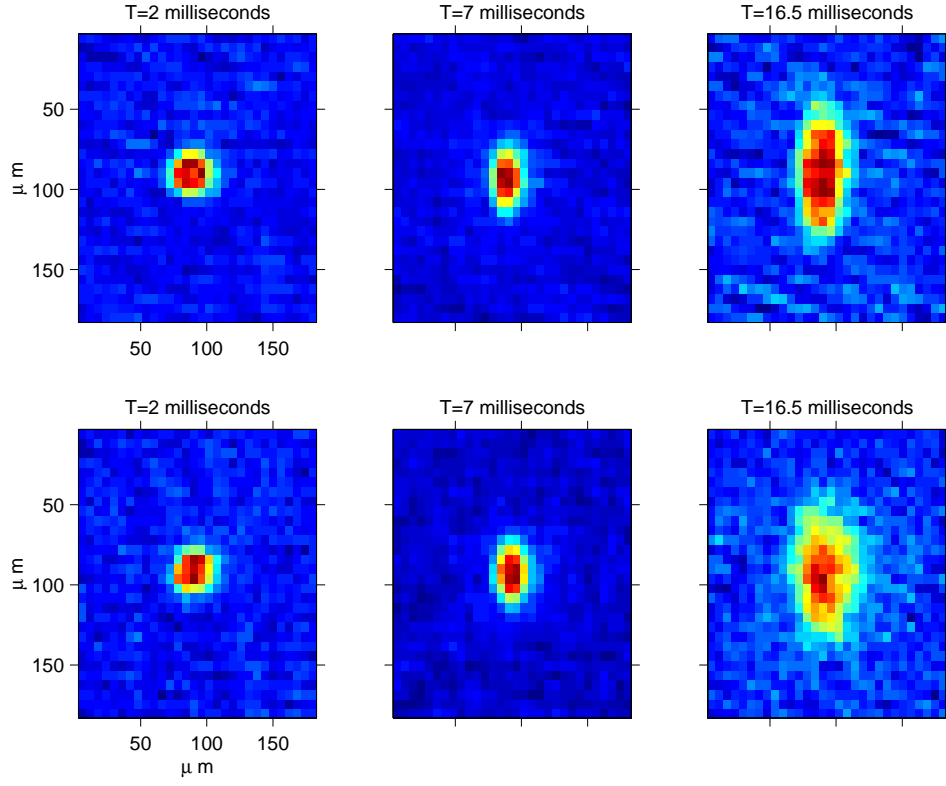 T=2 milliseconds
T=7 milliseconds
T=16.5 milliseconds
50
100
150
μ m
50 100 150
T=2 milliseconds
T=7 milliseconds
T=16.5 milliseconds
50
100
150
μ m
50 100 150
μ m